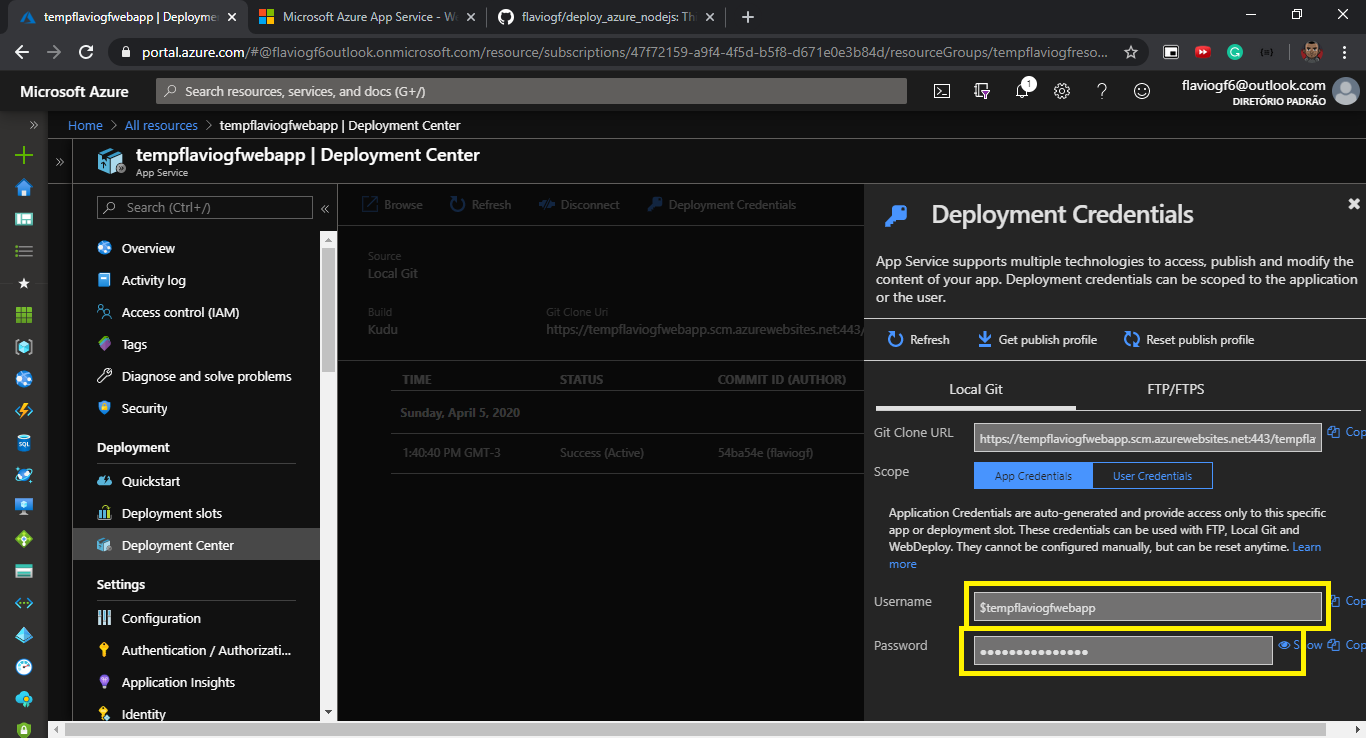 tempflaviogfwebapp | Deployme
Microsoft Azure App Service - We
flaviogf/deploy_azure_nodejs: Thi
portal.azure.com/#@flaviogf6outlook.onmicrosoft.com/resource/subscriptions/47f72159-a9f4-4f5d-b5f8-d671e0e3b84d/resourceGroups/tempflaviogfreso...
Microsoft Azure
Search resources, services, and docs (G+/)
1
flaviogf6@outlook.com
DIRETÓRIO PADRÃO
Home > All resources > tempflaviogfwebapp | Deployment Center
tempflaviogfwebapp | Deployment Center
App Service
Search (Ctrl+/)
Overview
Activity log
Access control (IAM)
Tags
Diagnose and solve problems
Security
Deployment
Quickstart
Deployment slots
Deployment Center
Settings
Configuration
Authentication / Authorizati...
Application Insights
Identity
Browse
Refresh
Disconnect
Deployment Credentials
Source
Local Git
Build
Git Clone Uri
Kudu
https://tempflaviogfwebapp.scm.azurewebsites.net:443/
TIME
STATUS
COMMIT ID (AUTHOR)
Sunday, April 5, 2020
1:40:40 PM GMT-3
Success (Active)
54ba54e (flaviogf)
Deployment Credentials
App Service supports multiple technologies to access, publish and modify the
content of your app. Deployment credentials can be scoped to the application
or the user.
Refresh
Get publish profile
Reset publish profile
Local Git
FTP/FTPS
Git Clone URL
https://tempflaviogfwebapp.scm.azurewebsites.net:443/tempfla
Cop
Scope
App Credentials
User Credentials
Application Credentials are auto-generated and provide access only to this specific
app or deployment slot. These credentials can be used with FTP, Local Git and
WebDeploy. They cannot be configured manually, but can be reset anytime. Learn
more
Username
$tempflaviogfwebapp
Cop
Password
•••••••••••••••
Show
Cop